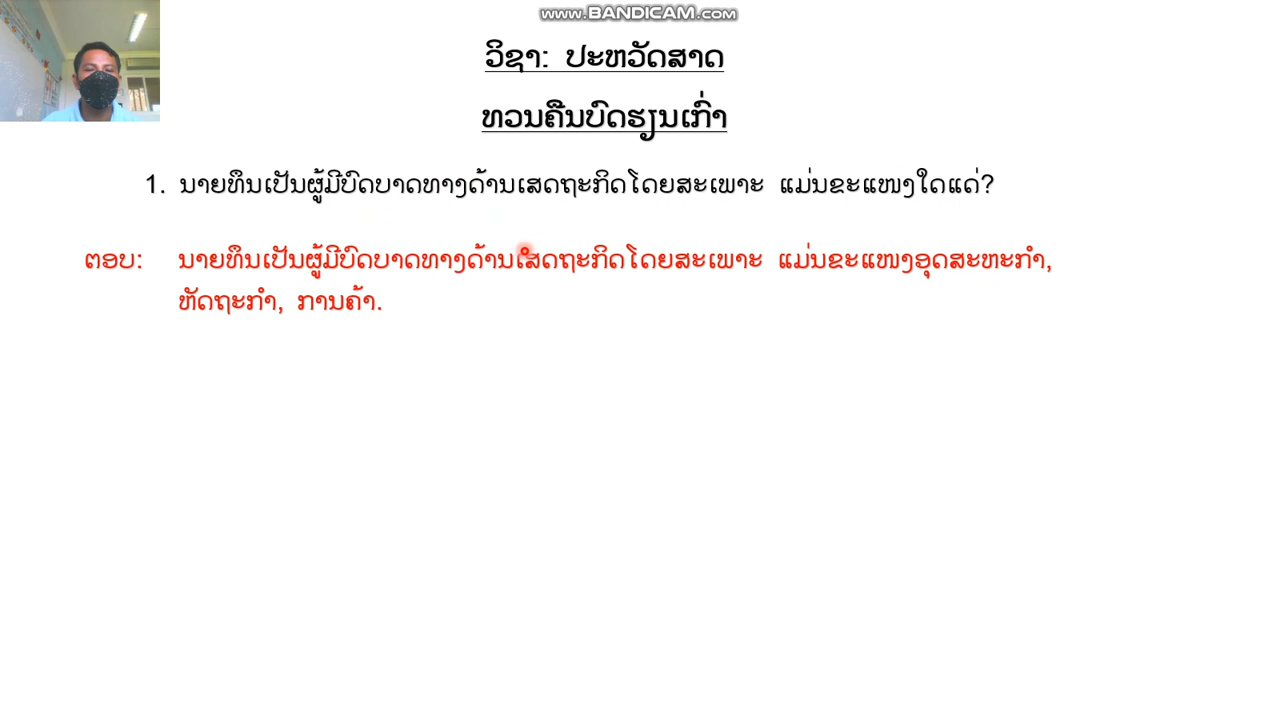 www.BANDICAM.com
ວິຊາ: ປະຫວັດສາດ
ທວນຄືນບົດຮຽນເກົ່າ
1. ນາຍທຶນເປັນຜູ້ມີບົດບາດທາງດ້ານເສດຖະກິດໂດຍສະເພາະ ແມ່ນຂະແໜງໃດແດ່?
ຕອບ: ນາຍທຶນເປັນຜູ້ມີບົດບາດທາງດ້ານເສດຖະກິດໂດຍສະເພາະ ແມ່ນຂະແໜງອຸດສະຫະກຳ,
ຫັດຖະກຳ, ການຄ້າ.